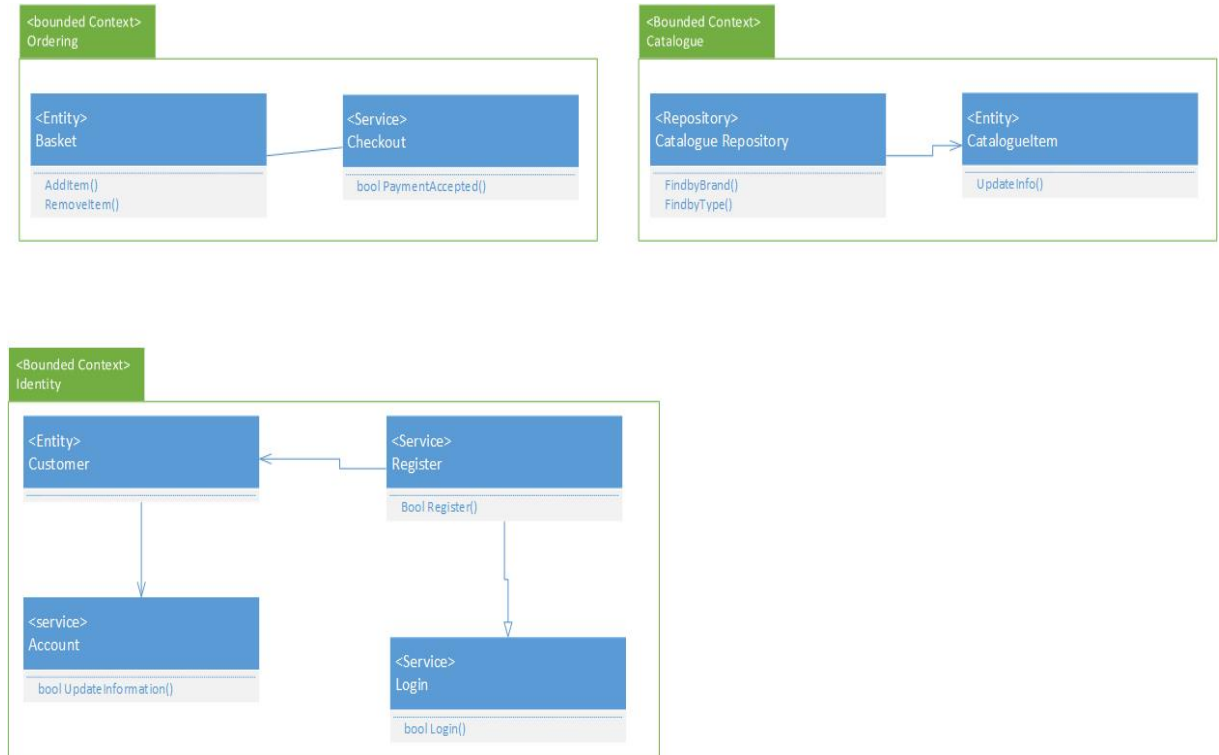 <bounded Context>
Ordering
<Entity>
Basket
AddItem()
RemoveItem()
<Service>
Checkout
bool PaymentAccepted()
<Bounded Context>
Catalogue
<Repository>
Catalogue Repository
FindbyBrand()
FindbyType()
<Entity>
CatalogueItem
UpdateInfo()
<Bounded Context>
Identity
<Entity>
Customer
<Service>
Register
Bool Register()
<service>
Account
bool UpdateInformation()
<Service>
Login
bool Login()